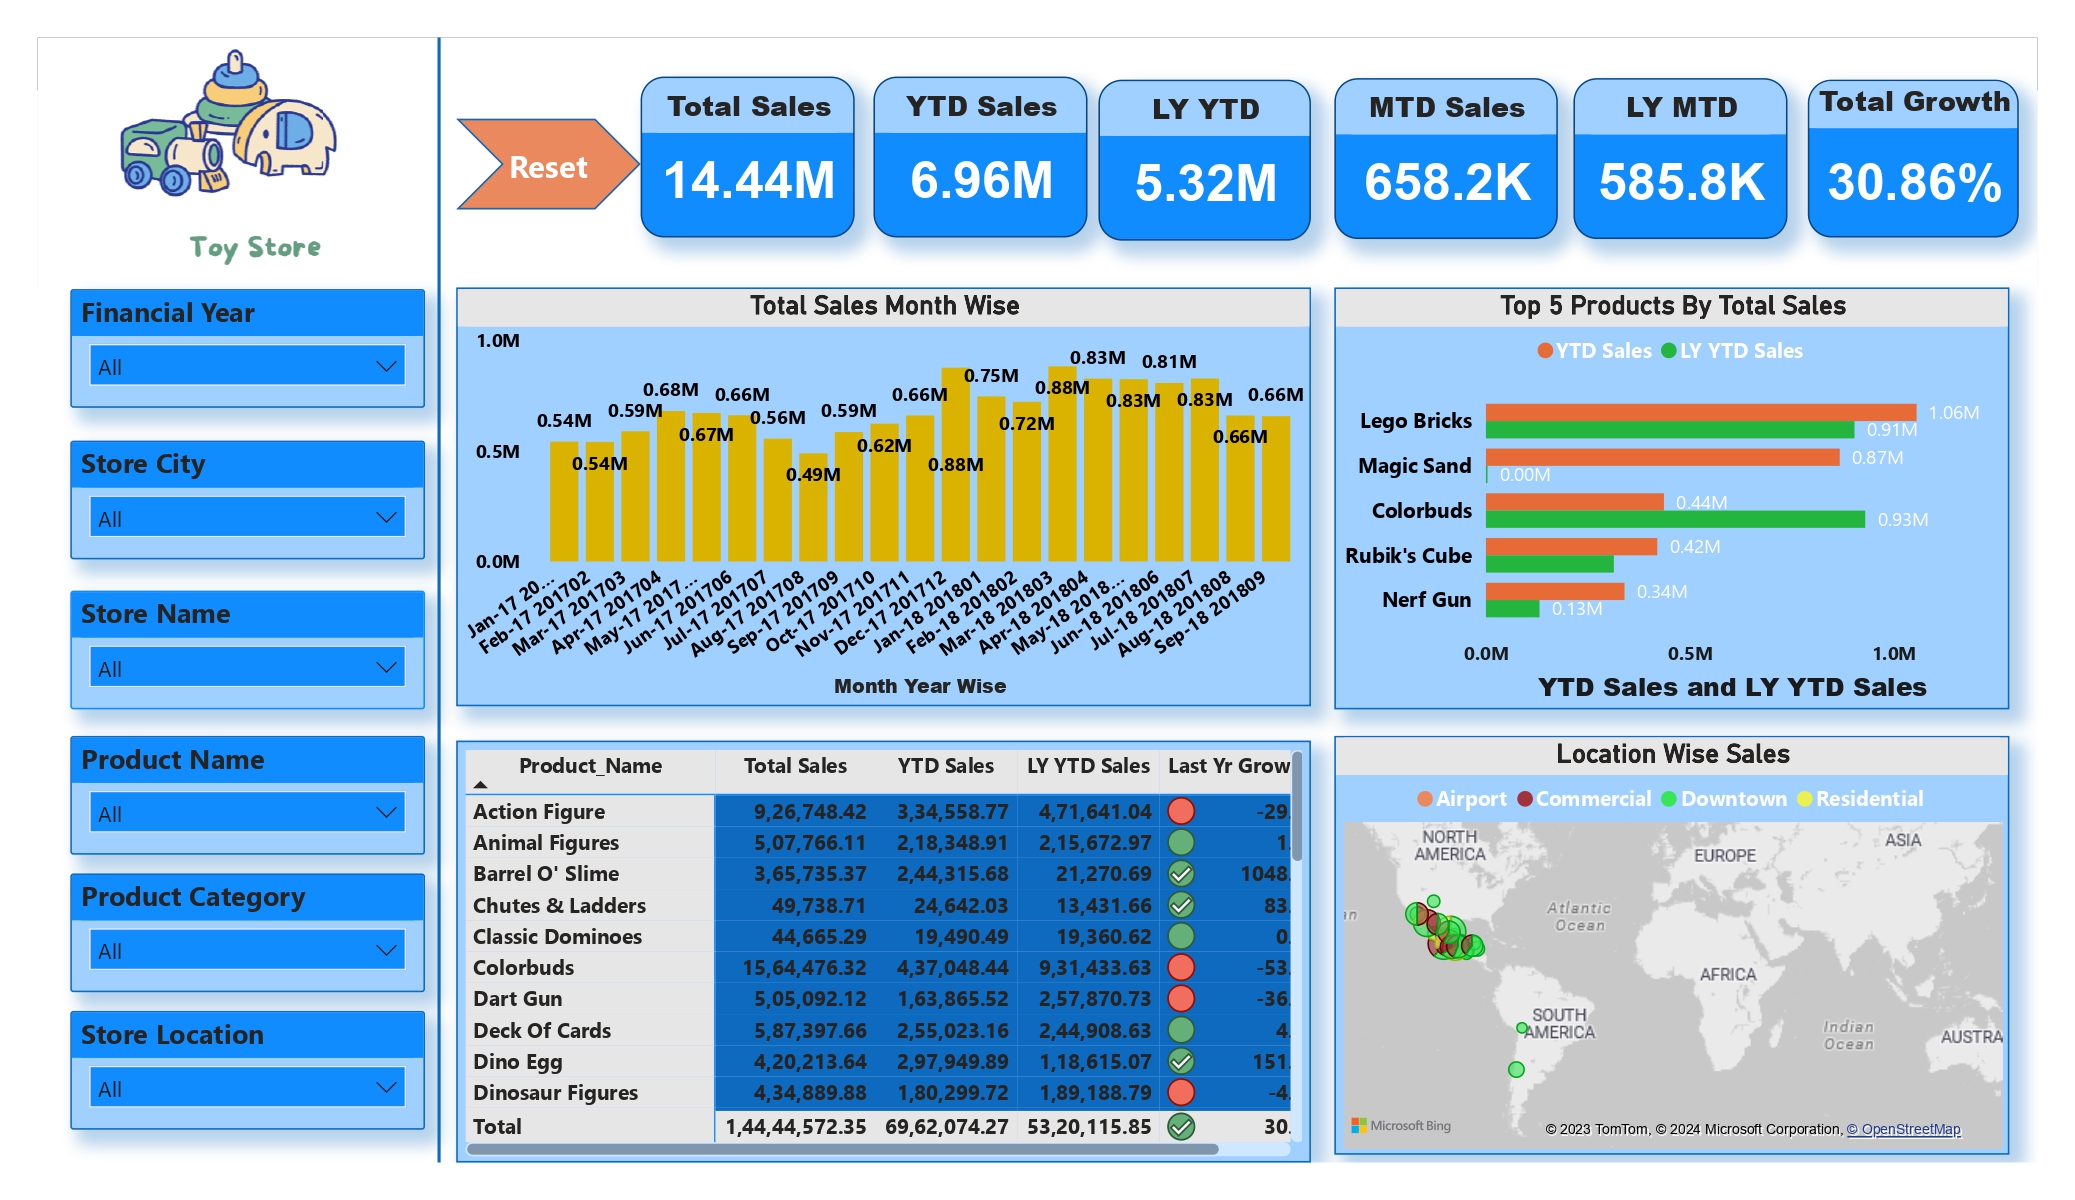 Toy Store
Reset
Total Sales
14.44M
YTD Sales
6.96M
LY YTD
5.32M
MTD Sales
658.2K
LY MTD
585.8K
Total Growth
30.86%
Financial Year
All
Store City
All
Store Name
All
Product Name
All
Product Category
All
Store Location
All
Total Sales Month Wise
1.0M
0.5M
0.0M
0.54M
0.54M
0.59M
0.68M
0.67M
0.66M
0.56M
0.49M
0.59M
0.62M
0.66M
0.88M
0.75M
0.72M
0.88M
0.83M
0.83M
0.81M
0.83M
0.66M
0.66M
Jan-17 20...
Feb-17 201702
Mar-17 201703
Apr-17 201704
May-17 2017...
Jun-17 201706
Jul-17 201707
Aug-17 201708
Sep-17 201709
Oct-17 201710
Nov-17 201711
Dec-17 201712
Jan-18 201801
Feb-18 201802
Mar-18 201803
Apr-18 201804
May-18 2018...
Jun-18 201806
Jul-18 201807
Aug-18 201808
Sep-18 201809
Month Year Wise
Top 5 Products By Total Sales
YTD Sales LY YTD Sales
Lego Bricks 1.06M
0.91M
Magic Sand 0.87M
0.00M
Colorbuds 0.44M
0.93M
Rubik's Cube 0.42M
Nerf Gun 0.34M
0.13M
0.0M 0.5M 1.0M
YTD Sales and LY YTD Sales
Product_Name Total Sales YTD Sales LY YTD Sales Last Yr Grow
Action Figure 9,26,748.42 3,34,558.77 4,71,641.04 -29.
Animal Figures 5,07,766.11 2,18,348.91 2,15,672.97 1.
Barrel O' Slime 3,65,735.37 2,44,315.68 21,270.69 1048.
Chutes & Ladders 49,738.71 24,642.03 13,431.66 83.
Classic Dominoes 44,665.29 19,490.49 19,360.62 0.
Colorbuds 15,64,476.32 4,37,048.44 9,31,433.63 -53.
Dart Gun 5,05,092.12 1,63,865.52 2,57,870.73 -36.
Deck Of Cards 5,87,397.66 2,55,023.16 2,44,908.63 4.
Dino Egg 4,20,213.64 2,97,949.89 1,18,615.07 151.
Dinosaur Figures 4,34,889.88 1,80,299.72 1,89,188.79 -4.
Total 1,44,44,572.35 69,62,074.27 53,20,115.85 30.
Location Wise Sales
Airport Commercial Downtown Residential
NORTH
AMERICA
EUROPE
ASIA
Atlantic
Ocean
an
AFRICA
SOUTH
AMERICA
Indian
Ocean
AUSTRA
Microsoft Bing
© 2023 TomTom, © 2024 Microsoft Corporation, © OpenStreetMap